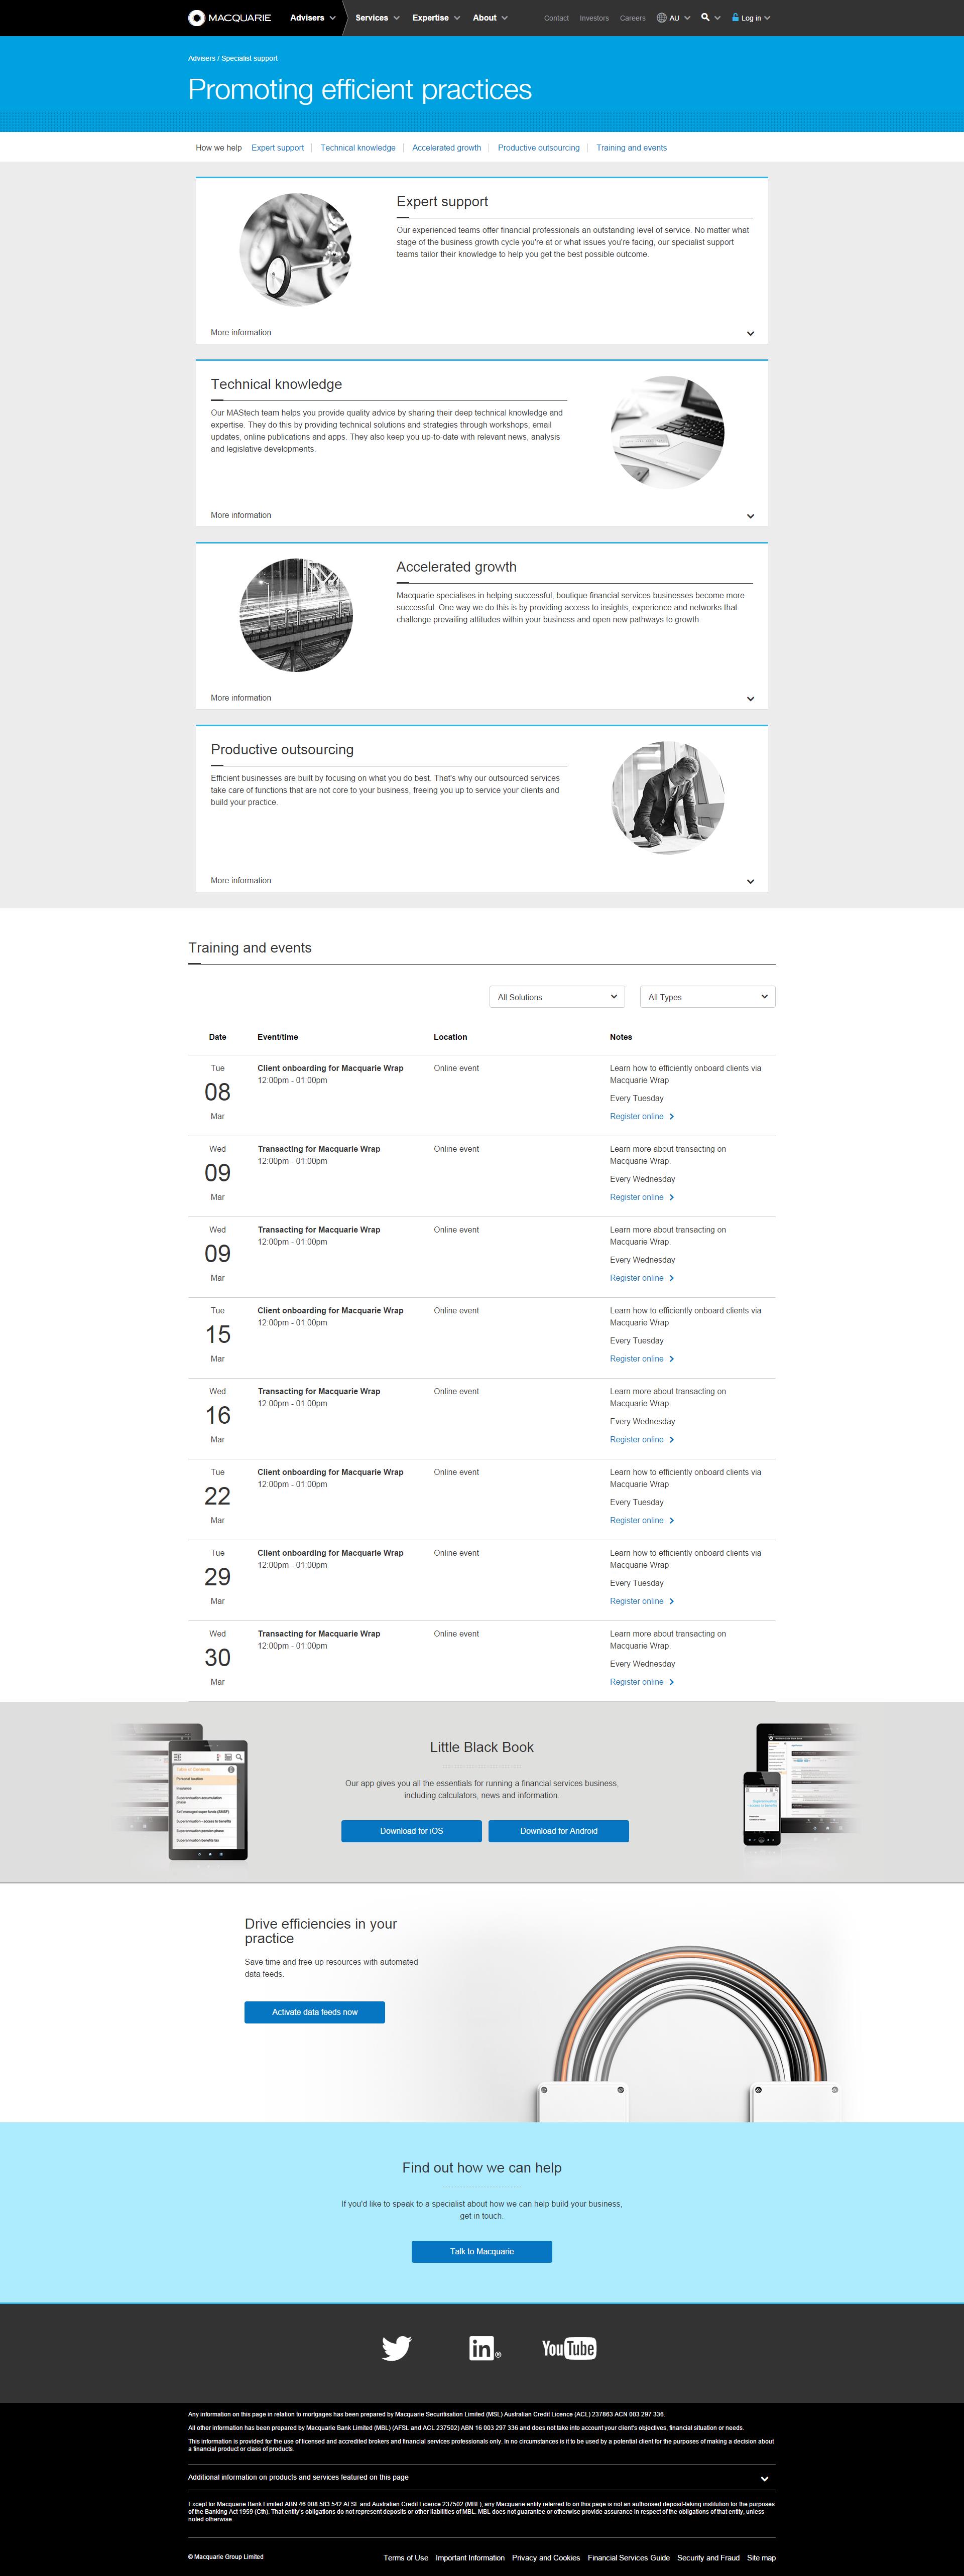 MACQUARIE
Advisers
Services
Expertise
About
Contact
Investors
Careers
AU
Log in
Advisers / Specialist support
Promoting efficient practices
How we help
Expert support
Technical knowledge
Accelerated growth
Productive outsourcing
Training and events
Expert support
Our experienced teams offer financial professionals an outstanding level of service. No matter what
stage of the business growth cycle you're at or what issues you're facing, our specialist support
teams tailor their knowledge to help you get the best possible outcome.
More information
Technical knowledge
Our MAStech team helps you provide quality advice by sharing their deep technical knowledge and
expertise. They do this by providing technical solutions and strategies through workshops, email
updates, online publications and apps. They also keep you up-to-date with relevant news, analysis
and legislative developments.
More information
Accelerated growth
Macquarie specialises in helping successful, boutique financial services businesses become more
successful. One way we do this is by providing access to insights, experience and networks that
challenge prevailing attitudes within your business and open new pathways to growth.
More information
Productive outsourcing
Efficient businesses are built by focusing on what you do best. That's why our outsourced services
take care of functions that are not core to your business, freeing you up to service your clients and
build your practice.
More information
Training and events
All Solutions
All Types
Date
Event/time
Location
Notes
Tue
08
Mar
Client onboarding for Macquarie Wrap
12:00pm - 01:00pm
Online event
Learn how to efficiently onboard clients via
Macquarie Wrap
Every Tuesday
Register online
Wed
09
Mar
Transacting for Macquarie Wrap
12:00pm - 01:00pm
Online event
Learn more about transacting on
Macquarie Wrap.
Every Wednesday
Register online
Wed
09
Mar
Transacting for Macquarie Wrap
12:00pm - 01:00pm
Online event
Learn more about transacting on
Macquarie Wrap.
Every Wednesday
Register online
Tue
15
Mar
Client onboarding for Macquarie Wrap
12:00pm - 01:00pm
Online event
Learn how to efficiently onboard clients via
Macquarie Wrap
Every Tuesday
Register online
Wed
16
Mar
Transacting for Macquarie Wrap
12:00pm - 01:00pm
Online event
Learn more about transacting on
Macquarie Wrap.
Every Wednesday
Register online
Tue
22
Mar
Client onboarding for Macquarie Wrap
12:00pm - 01:00pm
Online event
Learn how to efficiently onboard clients via
Macquarie Wrap
Every Tuesday
Register online
Tue
29
Mar
Client onboarding for Macquarie Wrap
12:00pm - 01:00pm
Online event
Learn how to efficiently onboard clients via
Macquarie Wrap
Every Tuesday
Register online
Wed
30
Mar
Transacting for Macquarie Wrap
12:00pm - 01:00pm
Online event
Learn more about transacting on
Macquarie Wrap.
Every Wednesday
Register online
Table of Contents
Personal taxation
Insurance
Superannuation accumulation
phase
Self managed super funds (SMSF)
Superannuation - access to benefits
Superannuation pension phase
Superannuation benefits tax
Little Black Book
Our app gives you all the essentials for running a financial services business,
including calculators, news and information.
Download for iOS
Download for Android
Superannuation
access to benefits
Drive efficiencies in your
practice
Save time and free-up resources with automated
data feeds.
Activate data feeds now
Find out how we can help
If you'd like to speak to a specialist about how we can help build your business,
get in touch.
Talk to Macquarie
in
YouTube
Any information on this page in relation to mortgages has been prepared by Macquarie Securitisation Limited (MSL) Australian Credit Licence (ACL) 237863 ACN 003 297 336.
All other information has been prepared by Macquarie Bank Limited (MBL) (AFSL and ACL 237502) ABN 16 003 297 336 and does not take into account your client's objectives, financial situation or needs.
This information is provided for the use of licensed and accredited brokers and financial services professionals only. In no circumstances is it to be used by a potential client for the purposes of making a decision about
a financial product or class of products.
Additional information on products and services featured on this page
Except for Macquarie Bank Limited ABN 46 008 583 542 AFSL and Australian Credit Licence 237502 (MBL), any Macquarie entity referred to on this page is not an authorised deposit-taking institution for the purposes
of the Banking Act 1959 (Cth). That entity's obligations do not represent deposits or other liabilities of MBL. MBL does not guarantee or otherwise provide assurance in respect of the obligations of that entity, unless
noted otherwise.
© Macquarie Group Limited
Terms of Use
Important Information
Privacy and Cookies
Financial Services Guide
Security and Fraud
Site map